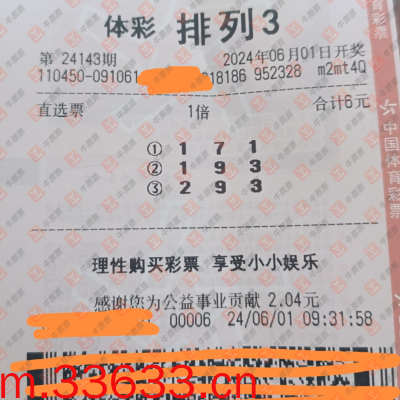 体彩 排列3
第 24143期 2024年06月01日开奖
110450-091061 018186 952328 m2mt4Q
直选票 1倍 合计6元
① 1 7 1
② 1 9 3
③ 2 9 3
理性购买彩票 享受小小娱乐
感谢您为公益事业贡献 2.04元
00006 24/06/01 09:31:58
m.33633.cn
中国体育彩票
育彩票